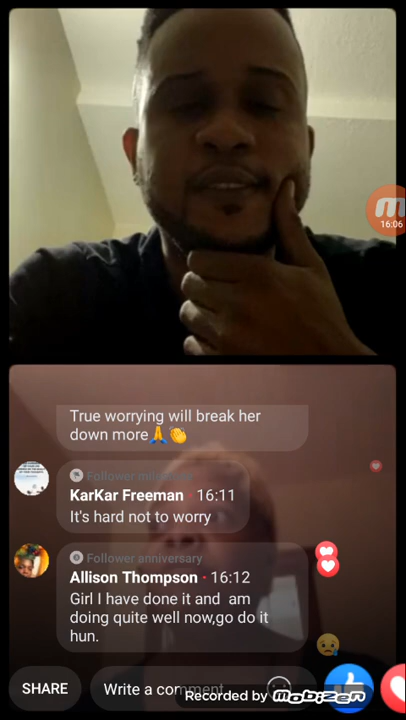 16:06
True worrying will break her
down more🙏👏
KarKar Freeman 16:11
It's hard not to worry
Follower anniversary
Allison Thompson • 16:12
Girl I have done it and am
doing quite well now,go do it
hun.
SHARE
Write a comment
Recorded by mobizen